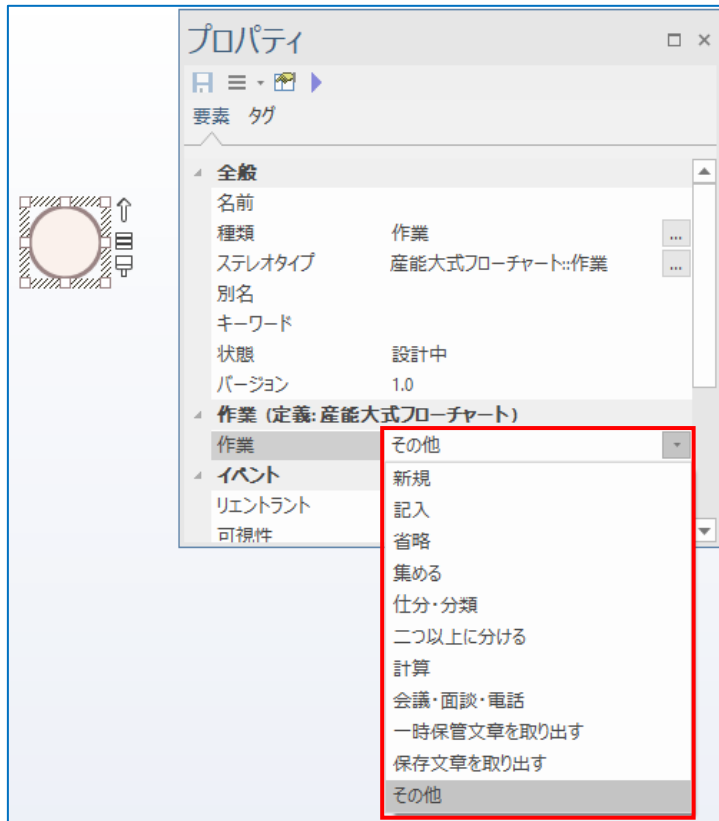 プロパティ
要素 タグ
全般
名前
種類 作業 ...
ステレオタイプ 産能大式フローチャート::作業 ...
別名
キーワード
状態 設計中
バージョン 1.0
作業 (定義: 産能大式フローチャート)
作業 その他
イベント
リエントラント
可視性
新規
記入
省略
集める
仕分・分類
二つ以上に分ける
計算
会議・面談・電話
一時保管文章を取り出す
保存文章を取り出す
その他